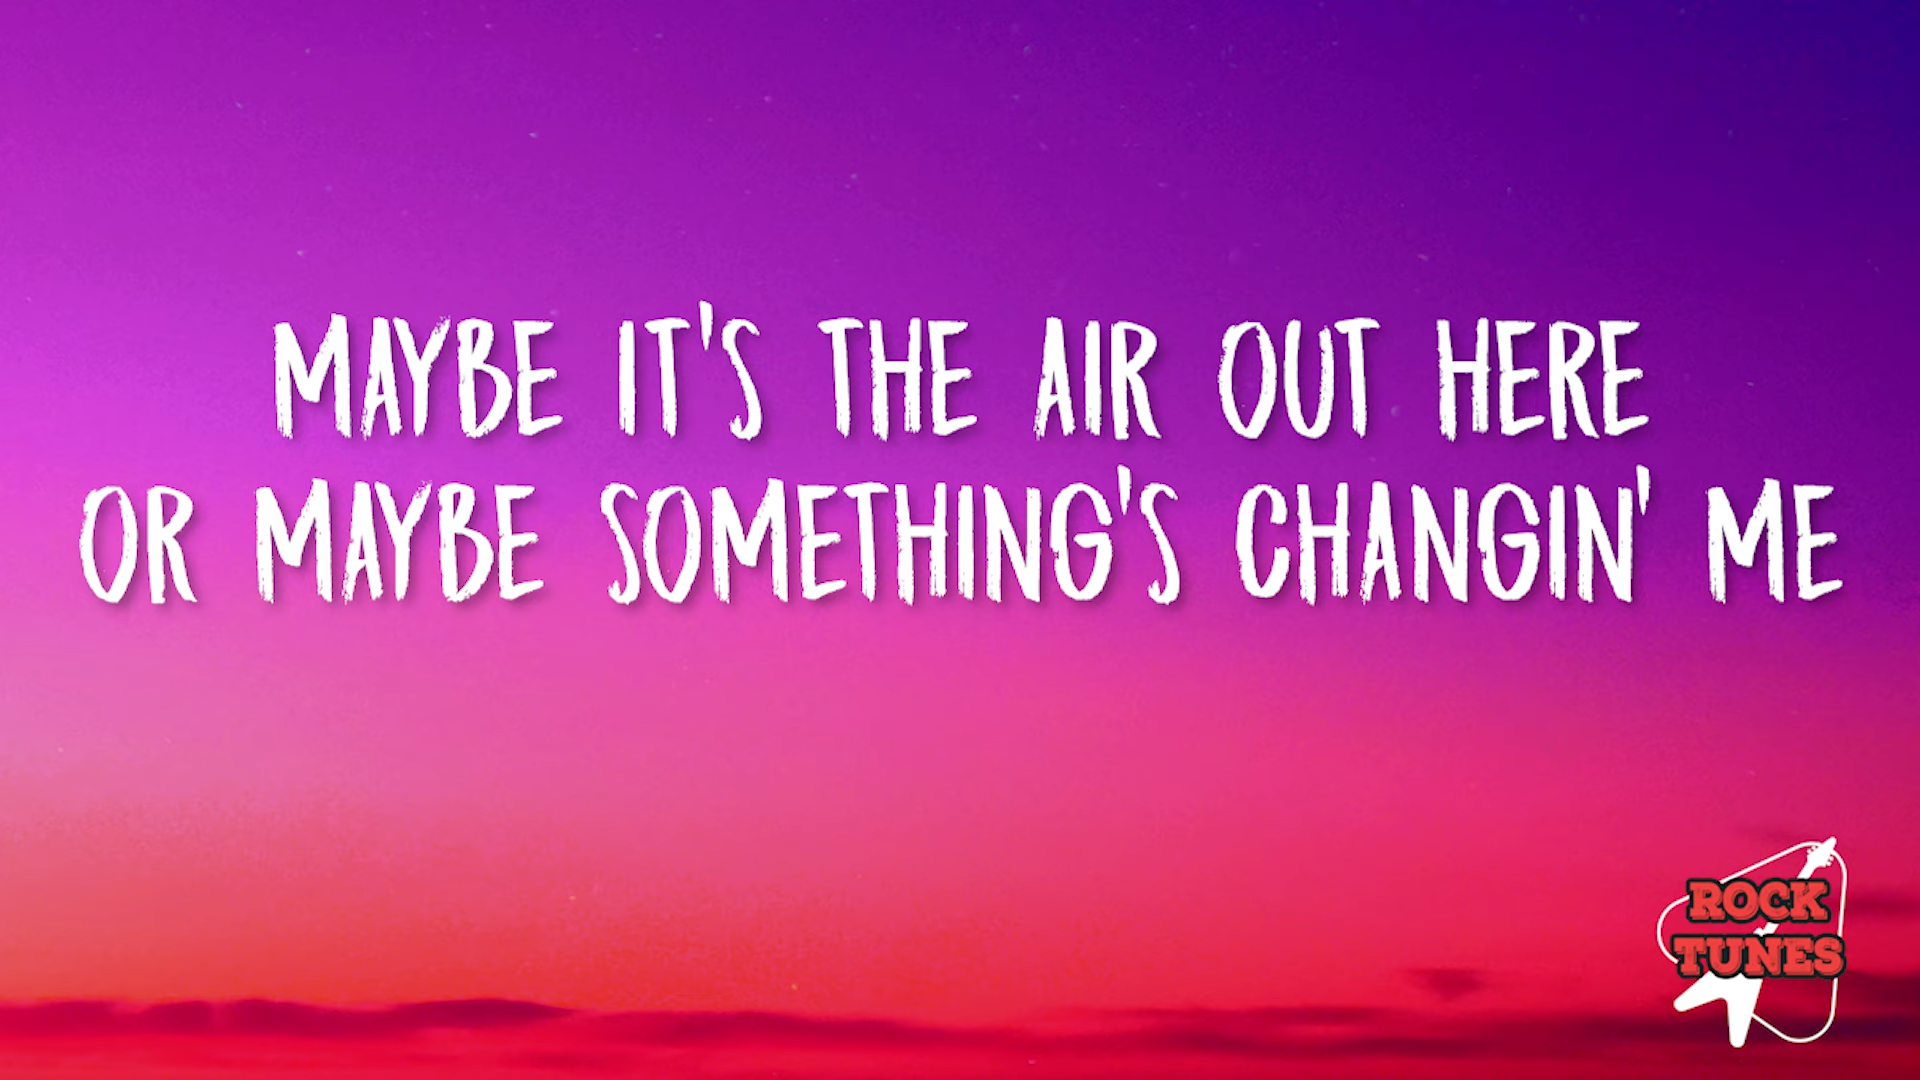 MAYBE IT'S THE AIR OUT HERE
OR MAYBE SOMETHING'S CHANGIN' ME
ROCK
TUNES